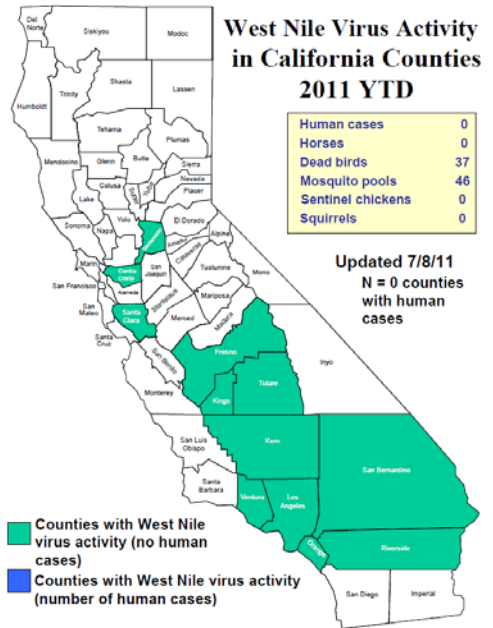 West Nile Virus Activity
in California Counties
2011 YTD
Human cases 0
Horses 0
Dead birds 37
Mosquito pools 46
Sentinel chickens 0
Squirrels 0
Updated 7/8/11
N = 0 counties
with human
cases
Del
Norte
Siskiyou
Modoc
Humboldt
Trinity
Shasta
Lassen
Tehama
Plumas
Mendocino
Glenn
Butte
Sierra
Nevada
Placer
Colusa
Sutter
Yuba
Lake
Sonoma
Napa
Yolo
El Dorado
Alpine
Amador
Calaveras
Sacramento
Marin
Contra
Costa
San
Joaquin
Tuolumne
Mono
San Francisco
Alameda
San
Mateo
Santa
Clara
Stanislaus
Mariposa
Merced
Madera
Santa
Cruz
San Benito
Fresno
Inyo
Monterey
Kings
Tulare
San Luis
Obispo
Kern
San Bernardino
Santa
Barbara
Ventura
Los
Angeles
Orange
Riverside
San Diego
Imperial
Counties with West Nile
virus activity (no human
cases)
Counties with West Nile virus activity
(number of human cases)